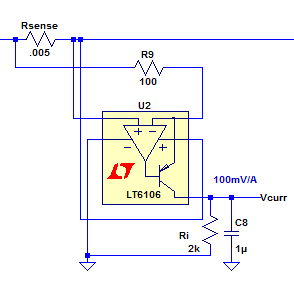 Rsense
.005
R9
100
U2
+ −
− +
LT6106
100mV/A
Vcurr
Ri
2k
C8
1µ